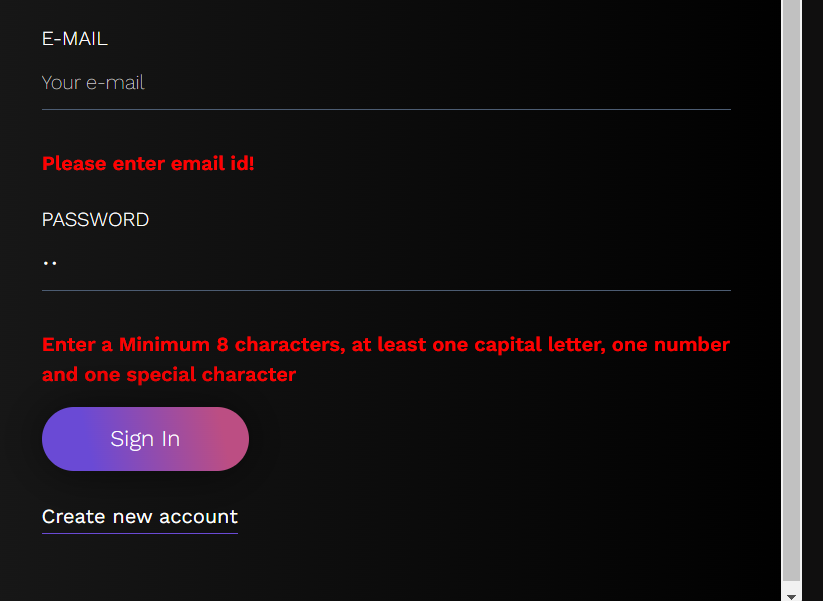 E-MAIL
Your e-mail
Please enter email id!
PASSWORD
Enter a Minimum 8 characters, at least one capital letter, one number
and one special character
Sign In
Create new account